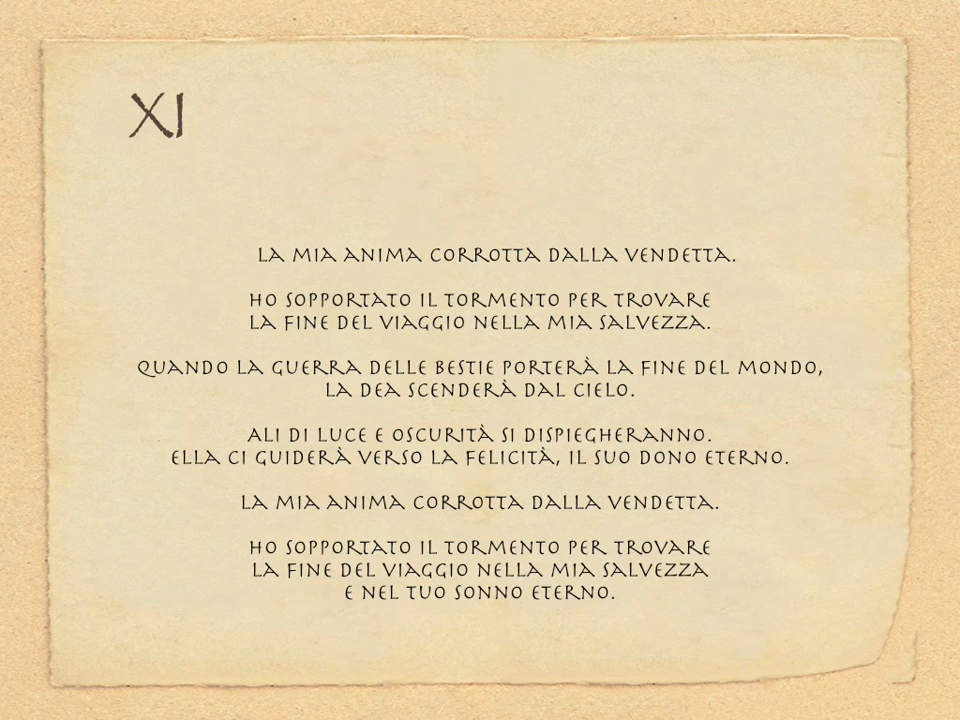 XI
La mia anima corrotta dalla vendetta.
Ho sopportato il tormento per trovare
la fine del viaggio nella mia salvezza.
Quando la guerra delle bestie porterà la fine del mondo,
la dea scenderà dal cielo.
Ali di luce e oscurità si dispiegheranno.
Ella ci guiderà verso la felicità, il suo dono eterno.
La mia anima corrotta dalla vendetta.
Ho sopportato il tormento per trovare
la fine del viaggio nella mia salvezza
e nel tuo sonno eterno.